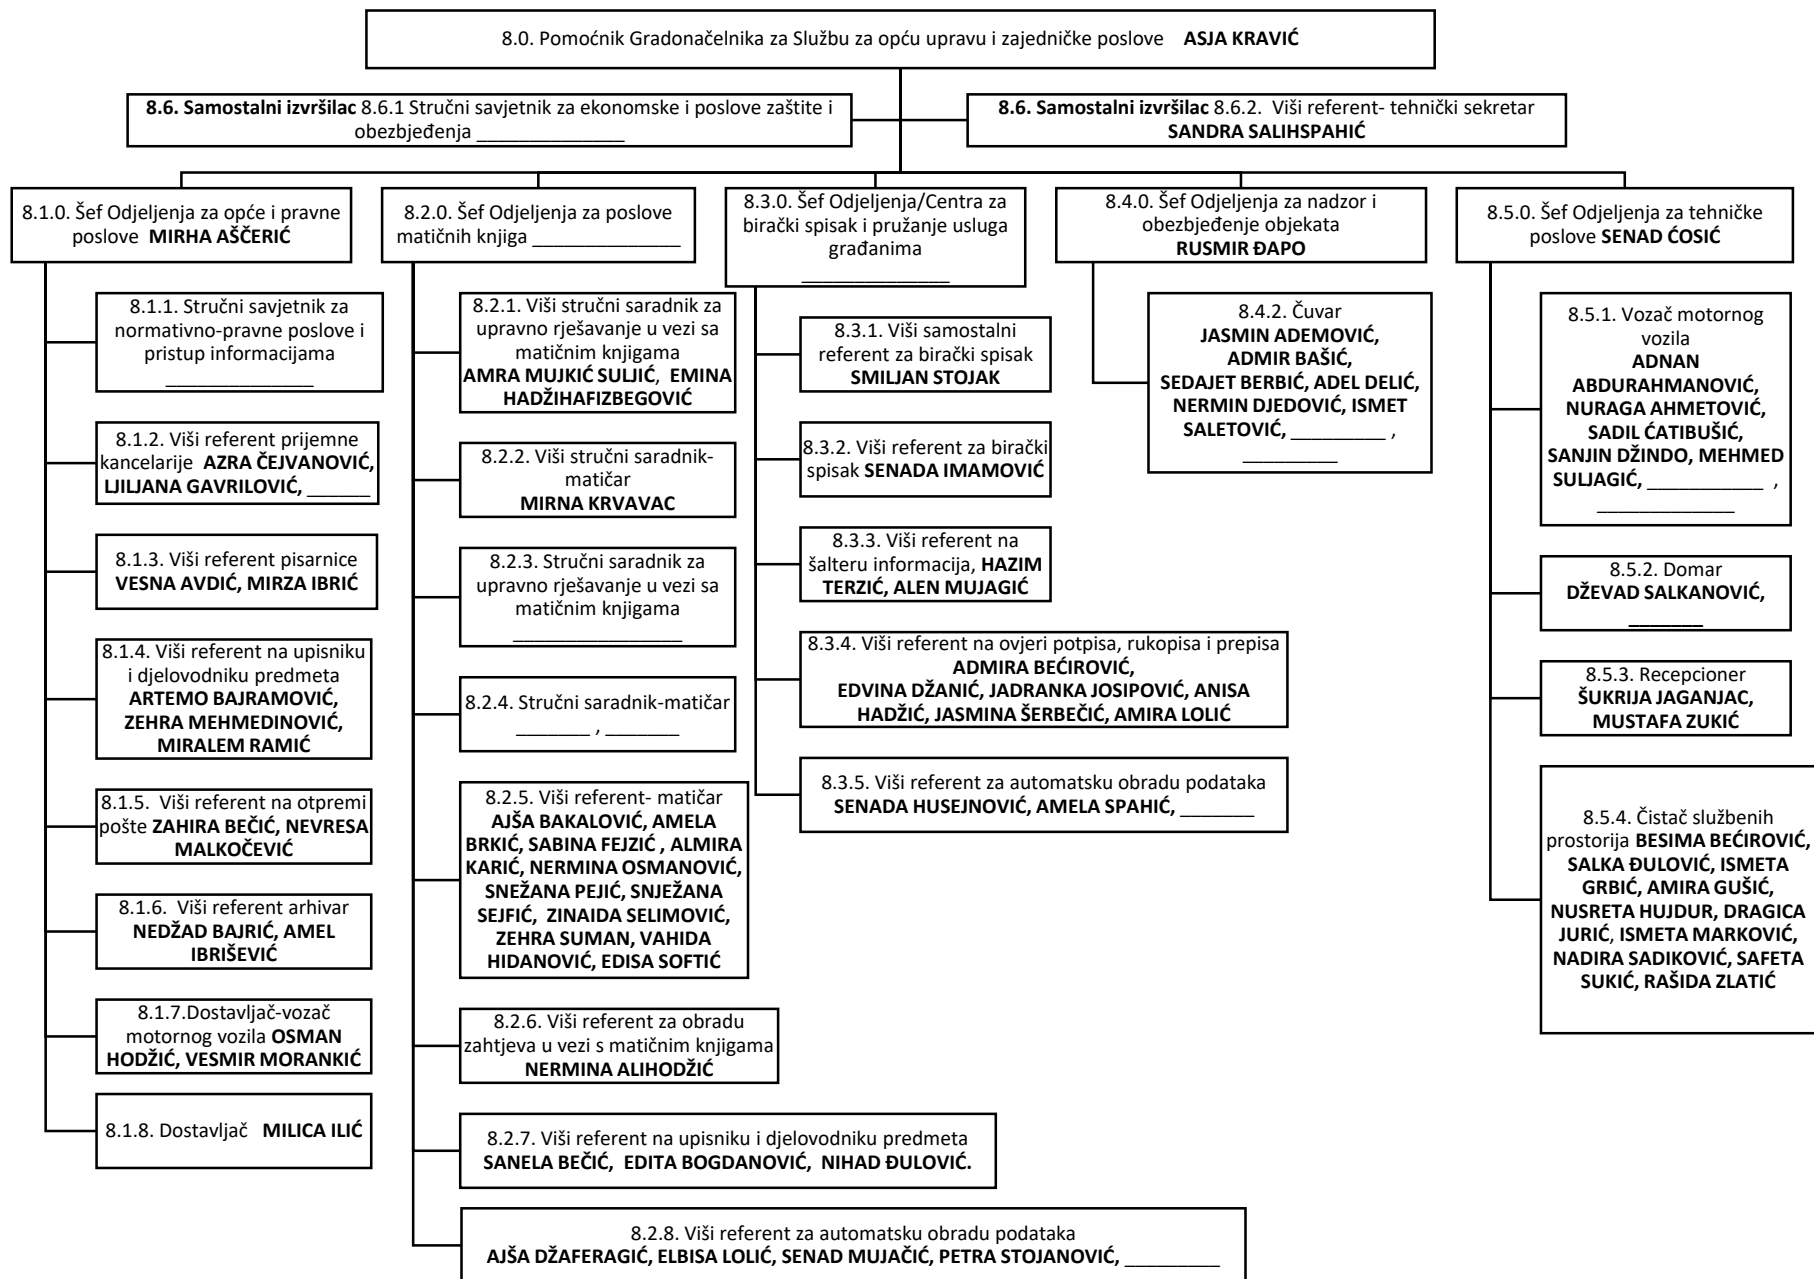 8.0. Pomoćnik Gradonačelnika za Službu za opću upravu i zajedničke poslove ASJA KRAVIĆ
8.6. Samostalni izvršilac 8.6.1 Stručni savjetnik za ekonomske i poslove zaštite i
obezbjeđenja ______________
8.6. Samostalni izvršilac 8.6.2. Viši referent- tehnički sekretar
SANDRA SALIHSPAHIĆ
8.1.0. Šef Odjeljenja za opće i pravne
poslove MIRHA AŠČERIĆ
8.1.1. Stručni savjetnik za
normativno-pravne poslove i
pristup informacijama
______________
8.1.2. Viši referent prijemne
kancelarije AZRA ČEJVANOVIĆ,
LJILJANA GAVRILOVIĆ, ______
8.1.3. Viši referent pisarnice
VESNA AVDIĆ, MIRZA IBRIĆ
8.1.4. Viši referent na upisniku
i djelovodniku predmeta
ARTEMO BAJRAMOVIĆ,
ZEHRA MEHMEDINOVIĆ,
MIRALEM RAMIĆ
8.1.5. Viši referent na otpremi
pošte ZAHIRA BEČIĆ, NEVRESA
MALKOČEVIĆ
8.1.6. Viši referent arhivar
NEDŽAD BAJRIĆ, AMEL
IBRIŠEVIĆ
8.1.7.Dostavljač-vozač
motornog vozila OSMAN
HODŽIĆ, VESMIR MORANKIĆ
8.1.8. Dostavljač MILICA ILIĆ
8.2.0. Šef Odjeljenja za poslove
matičnih knjiga ______________
8.2.1. Viši stručni saradnik za
upravno rješavanje u vezi sa
matičnim knjigama
AMRA MUJKIĆ SULJIĆ, EMINA
HADŽIHAFIZBEGOVIĆ
8.2.2. Viši stručni saradnik-
matičar
MIRNA KRVAVAC
8.2.3. Stručni saradnik za
upravno rješavanje u vezi sa
matičnim knjigama
________________
8.2.4. Stručni saradnik-matičar
_______ , _______
8.2.5. Viši referent- matičar
AJŠA BAKALOVIĆ, AMELA
BRKIĆ, SABINA FEJZIĆ , ALMIRA
KARIĆ, NERMINA OSMANOVIĆ,
SNEŽANA PEJIĆ, SNJEŽANA
SEJFIĆ, ZINAIDA SELIMOVIĆ,
ZEHRA SUMAN, VAHIDA
HIDANOVIĆ, EDISA SOFTIĆ
8.2.6. Viši referent za obradu
zahtjeva u vezi s matičnim knjigama
NERMINA ALIHODŽIĆ
8.2.7. Viši referent na upisniku i djelovodniku predmeta
SANELA BEČIĆ, EDITA BOGDANOVIĆ, NIHAD ĐULOVIĆ.
8.2.8. Viši referent za automatsku obradu podataka
AJŠA DŽAFERAGIĆ, ELBISA LOLIĆ, SENAD MUJAČIĆ, PETRA STOJANOVIĆ, _________
8.3.0. Šef Odjeljenja/Centra za
birački spisak i pružanje usluga
građanima
______________
8.3.1. Viši samostalni
referent za birački spisak
SMILJAN STOJAK
8.3.2. Viši referent za birački
spisak SENADA IMAMOVIĆ
8.3.3. Viši referent na
šalteru informacija, HAZIM
TERZIĆ, ALEN MUJAGIĆ
8.3.4. Viši referent na ovjeri potpisa, rukopisa i prepisa
ADMIRA BEĆIROVIĆ,
EDVINA DŽANIĆ, JADRANKA JOSIPOVIĆ, ANISA
HADŽIĆ, JASMINA ŠERBEČIĆ, AMIRA LOLIĆ
8.3.5. Viši referent za automatsku obradu podataka
SENADA HUSEJNOVIĆ, AMELA SPAHIĆ, _______
8.4.0. Šef Odjeljenja za nadzor i
obezbjeđenje objekata
RUSMIR ĐAPO
8.4.2. Čuvar
JASMIN ADEMOVIĆ,
ADMIR BAŠIĆ,
SEDAJET BERBIĆ, ADEL DELIĆ,
NERMIN DJEDOVIĆ, ISMET
SALETOVIĆ, _________ ,
_________
8.5.0. Šef Odjeljenja za tehničke
poslove SENAD ĆOSIĆ
8.5.1. Vozač motornog
vozila
ADNAN
ABDURAHMANOVIĆ,
NURAGA AHMETOVIĆ,
SADIL ĆATIBUŠIĆ,
SANJIN DŽINDO, MEHMED
SULJAGIĆ, ___________ ,
_____________
8.5.2. Domar
DŽEVAD SALKANOVIĆ,
_______
8.5.3. Recepcioner
ŠUKRIJA JAGANJAC,
MUSTAFA ZUKIĆ
8.5.4. Čistač službenih
prostorija BESIMA BEĆIROVIĆ,
SALKA ĐULOVIĆ, ISMETA
GRBIĆ, AMIRA GUŠIĆ,
NUSRETA HUJDUR, DRAGICA
JURIĆ, ISMETA MARKOVIĆ,
NADIRA SADIKOVIĆ, SAFETA
SUKIĆ, RAŠIDA ZLATIĆ